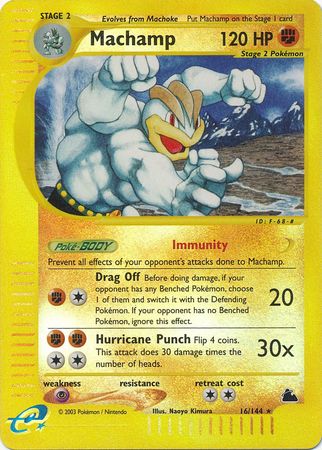 STAGE 2 Evolves from Machoke Put Machamp on the Stage 1 card
Machamp 120 HP
Stage 2 Pokémon
ID: F-68-#
Poké-BODY Immunity
Prevent all effects of your opponent's attacks done to Machamp.
Drag Off Before doing damage, if your
opponent has any Benched Pokémon, choose
1 of them and switch it with the Defending
Pokémon. If your opponent has no Benched
Pokémon, ignore this effect.
20
Hurricane Punch Flip 4 coins.
This attack does 30 damage times the
number of heads.
30x
weakness resistance retreat cost
e
© 2003 Pokémon / Nintendo Illus. Naoyo Kimura 16/144 ★